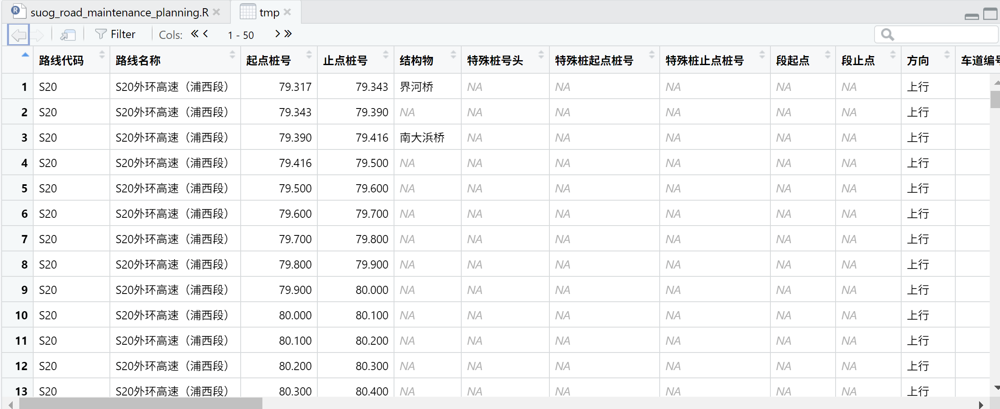 suog_road_maintenance_planning.R tmp
Filter Cols: 1 - 50
路线代码 路线名称 起点桩号 止点桩号 结构物 特殊桩号头 特殊桩起点桩号 特殊桩止点桩号 段起点 段止点 方向 车道编号
1 S20 S20外环高速（浦西段） 79.317 79.343 界河桥 NA NA NA NA NA 上行
2 S20 S20外环高速（浦西段） 79.343 79.390 NA NA NA NA NA NA 上行
3 S20 S20外环高速（浦西段） 79.390 79.416 南大浜桥 NA NA NA NA NA 上行
4 S20 S20外环高速（浦西段） 79.416 79.500 NA NA NA NA NA NA 上行
5 S20 S20外环高速（浦西段） 79.500 79.600 NA NA NA NA NA NA 上行
6 S20 S20外环高速（浦西段） 79.600 79.700 NA NA NA NA NA NA 上行
7 S20 S20外环高速（浦西段） 79.700 79.800 NA NA NA NA NA NA 上行
8 S20 S20外环高速（浦西段） 79.800 79.900 NA NA NA NA NA NA 上行
9 S20 S20外环高速（浦西段） 79.900 80.000 NA NA NA NA NA NA 上行
10 S20 S20外环高速（浦西段） 80.000 80.100 NA NA NA NA NA NA 上行
11 S20 S20外环高速（浦西段） 80.100 80.200 NA NA NA NA NA NA 上行
12 S20 S20外环高速（浦西段） 80.200 80.300 NA NA NA NA NA NA 上行
13 S20 S20外环高速（浦西段） 80.300 80.400 NA NA NA NA NA NA 上行